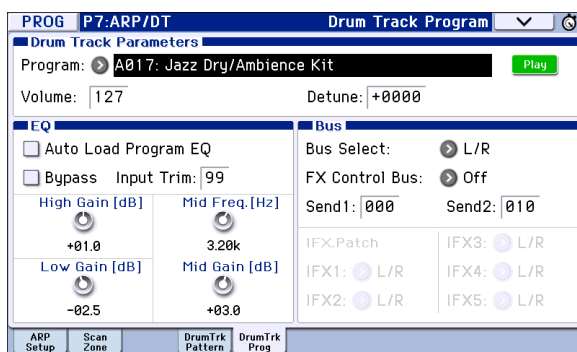 PROG P7:ARP/DT Drum Track Program
Drum Track Parameters
Program: A017: Jazz Dry/Ambience Kit Play
Volume: 127 Detune: +0000
EQ
Auto Load Program EQ
Bypass Input Trim: 99
High Gain [dB] Mid Freq.[Hz]
+01.0 3.20k
Low Gain [dB] Mid Gain [dB]
-02.5 +03.0
Bus
Bus Select: L/R
FX Control Bus: Off
Send1: 000 Send2: 010
IFX.Patch IFX3: L/R
IFX1: L/R IFX4: L/R
IFX2: L/R IFX5: L/R
ARP Setup Scan Zone DrumTrk Pattern DrumTrk Prog